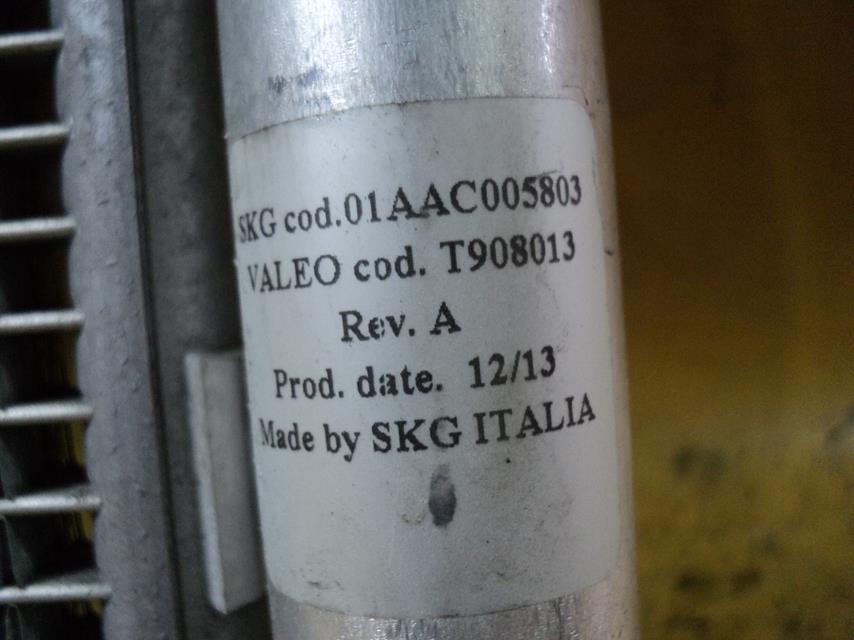 SKG cod.01AAC005803
VALEO cod. T908013
Rev. A
Prod. date. 12/13
Made by SKG ITALIA